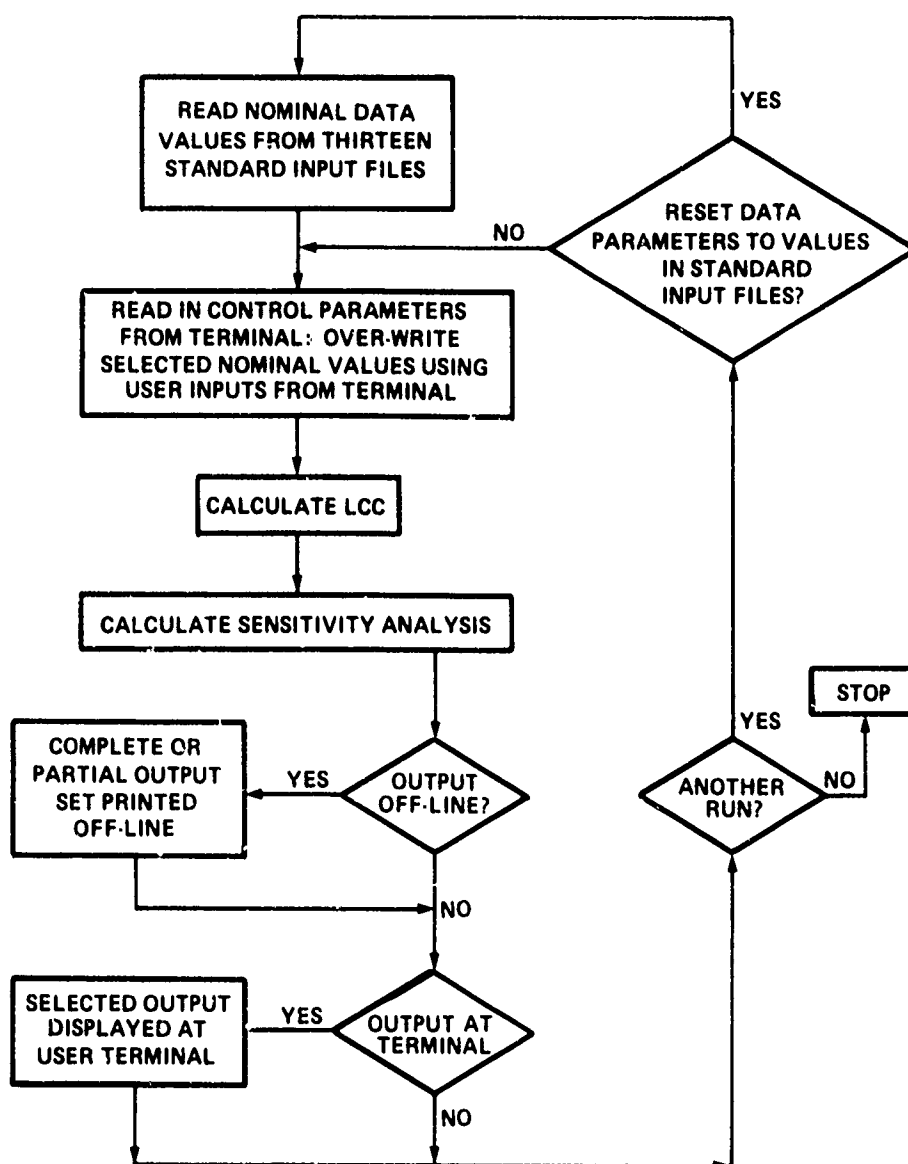 YES
READ NOMINAL DATA
VALUES FROM THIRTEEN
STANDARD INPUT FILES
NO
RESET DATA
PARAMETERS TO VALUES
IN STANDARD
INPUT FILES?
READ IN CONTROL PARAMETERS
FROM TERMINAL: OVER-WRITE
SELECTED NOMINAL VALUES USING
USER INPUTS FROM TERMINAL
CALCULATE LCC
CALCULATE SENSITIVITY ANALYSIS
COMPLETE OR
PARTIAL OUTPUT
SET PRINTED
OFF-LINE
YES
OUTPUT
OFF-LINE?
NO
SELECTED OUTPUT
DISPLAYED AT
USER TERMINAL
YES
OUTPUT AT
TERMINAL
NO
YES
ANOTHER
RUN?
NO
STOP